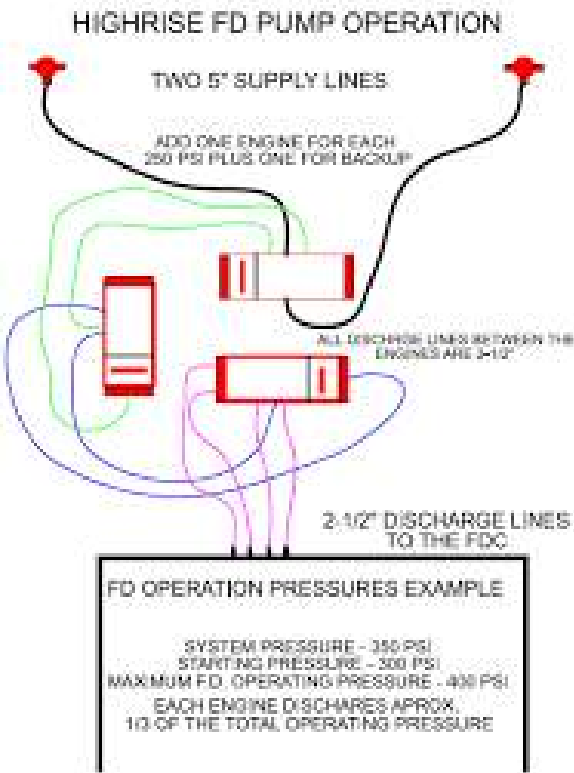 HIGHRISE FD PUMP OPERATION
TWO 5" SUPPLY LINES
ADD ONE ENGINE FOR EACH
250 PSI PLUS ONE FOR BACKUP
ALL DISCHRGE LINES BETWEEN THE
ENGINES ARE 2-1/2"
2-1/2" DISCHARGE LINES
TO THE FDC
FD OPERATION PRESSURES EXAMPLE
SYSTEM PRESSURE - 350 PSI
STARTING PRESSURE - 300 PSI
MAXIMUM FD. OPERATING PRESSURE - 400 PSI
EACH ENGINE DISCHARES APROX.
1/3 OF THE TOTAL OPERATING PRESSURE